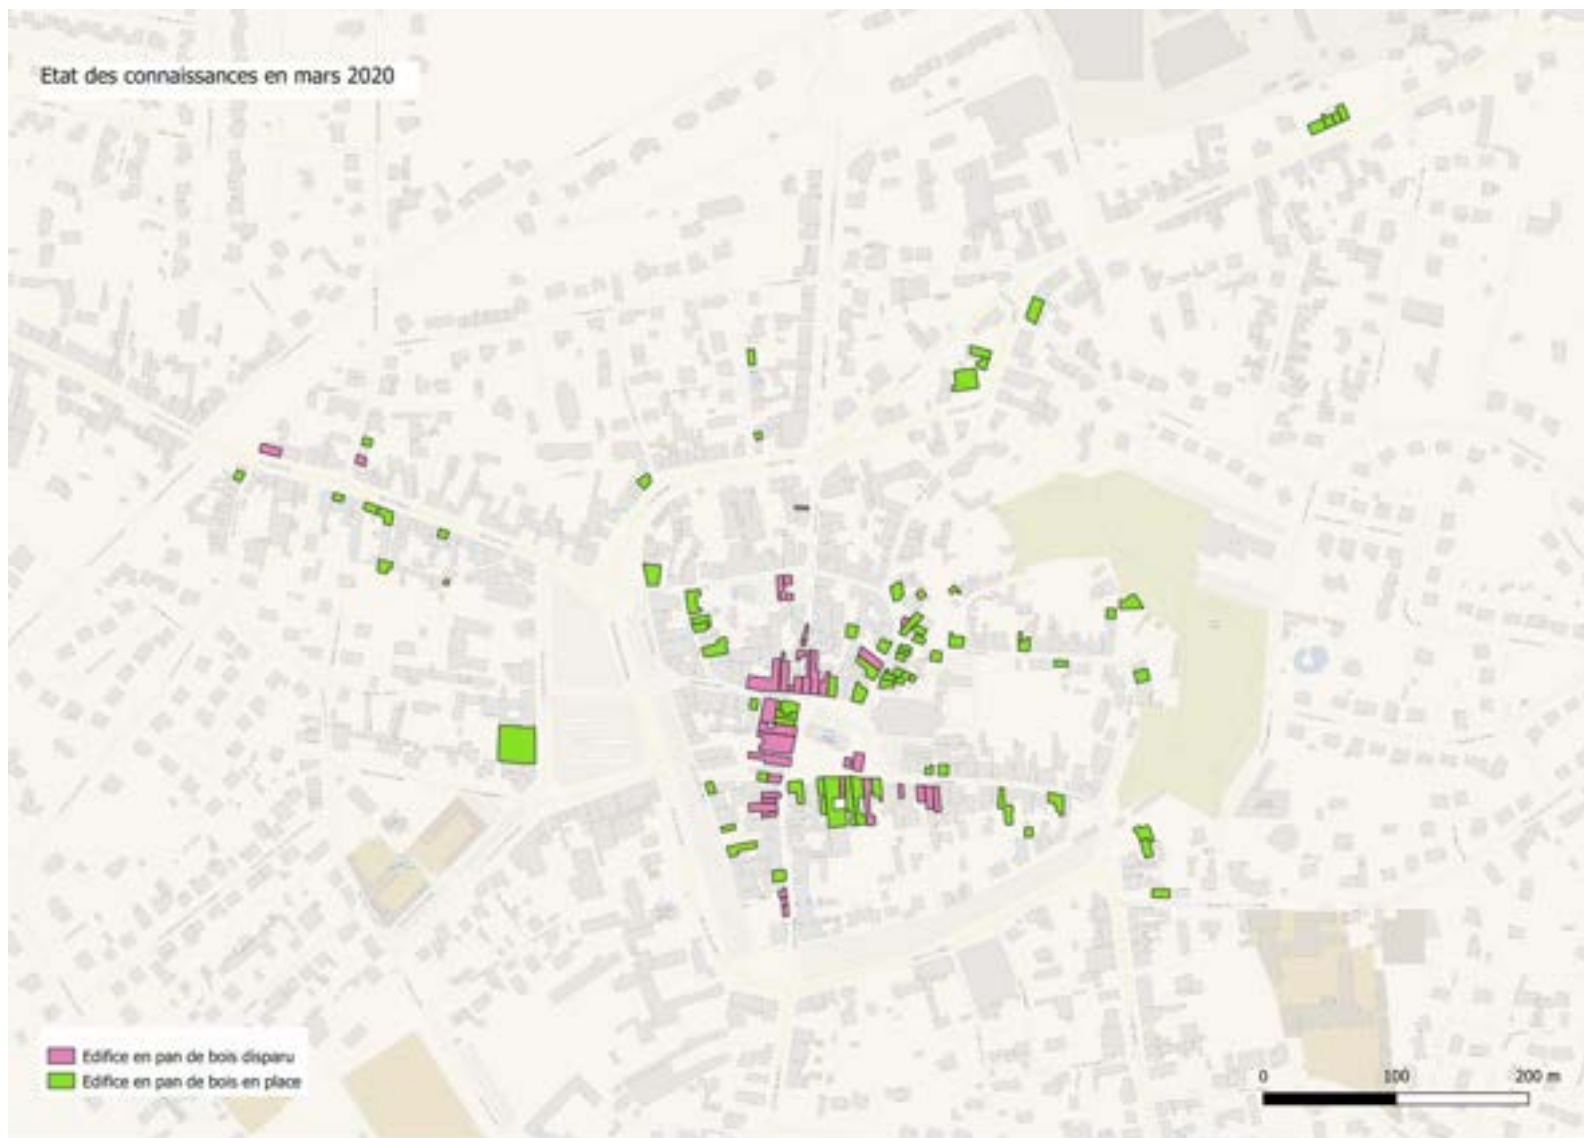 Etat des connaissances en mars 2020
Edifice en pan de bois disparu
Edifice en pan de bois en place
0 100 200 m